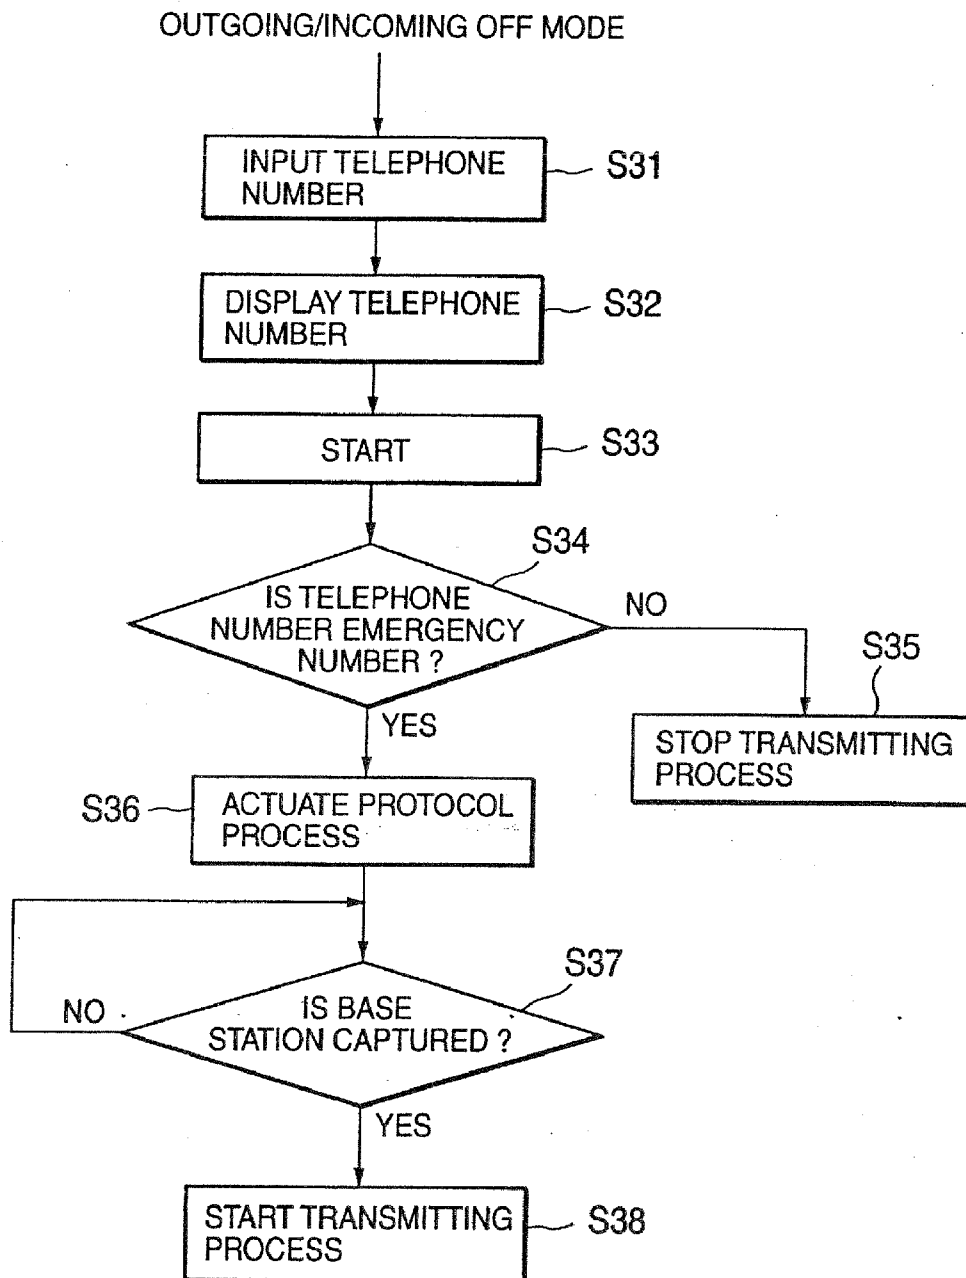 OUTGOING/INCOMING OFF MODE
INPUT TELEPHONE
NUMBER
S31
DISPLAY TELEPHONE
NUMBER
S32
START
S33
S34
IS TELEPHONE
NUMBER EMERGENCY
NUMBER ?
NO
S35
YES
STOP TRANSMITTING
PROCESS
S36
ACTUATE PROTOCOL
PROCESS
S37
NO
IS BASE
STATION CAPTURED ?
YES
START TRANSMITTING
PROCESS
S38